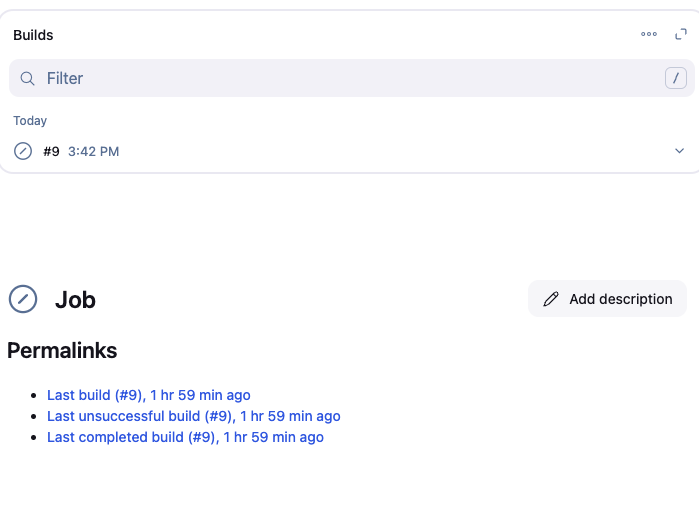 Builds
Filter /
Today
#9 3:42 PM
Job
Add description
Permalinks
Last build (#9), 1 hr 59 min ago
Last unsuccessful build (#9), 1 hr 59 min ago
Last completed build (#9), 1 hr 59 min ago